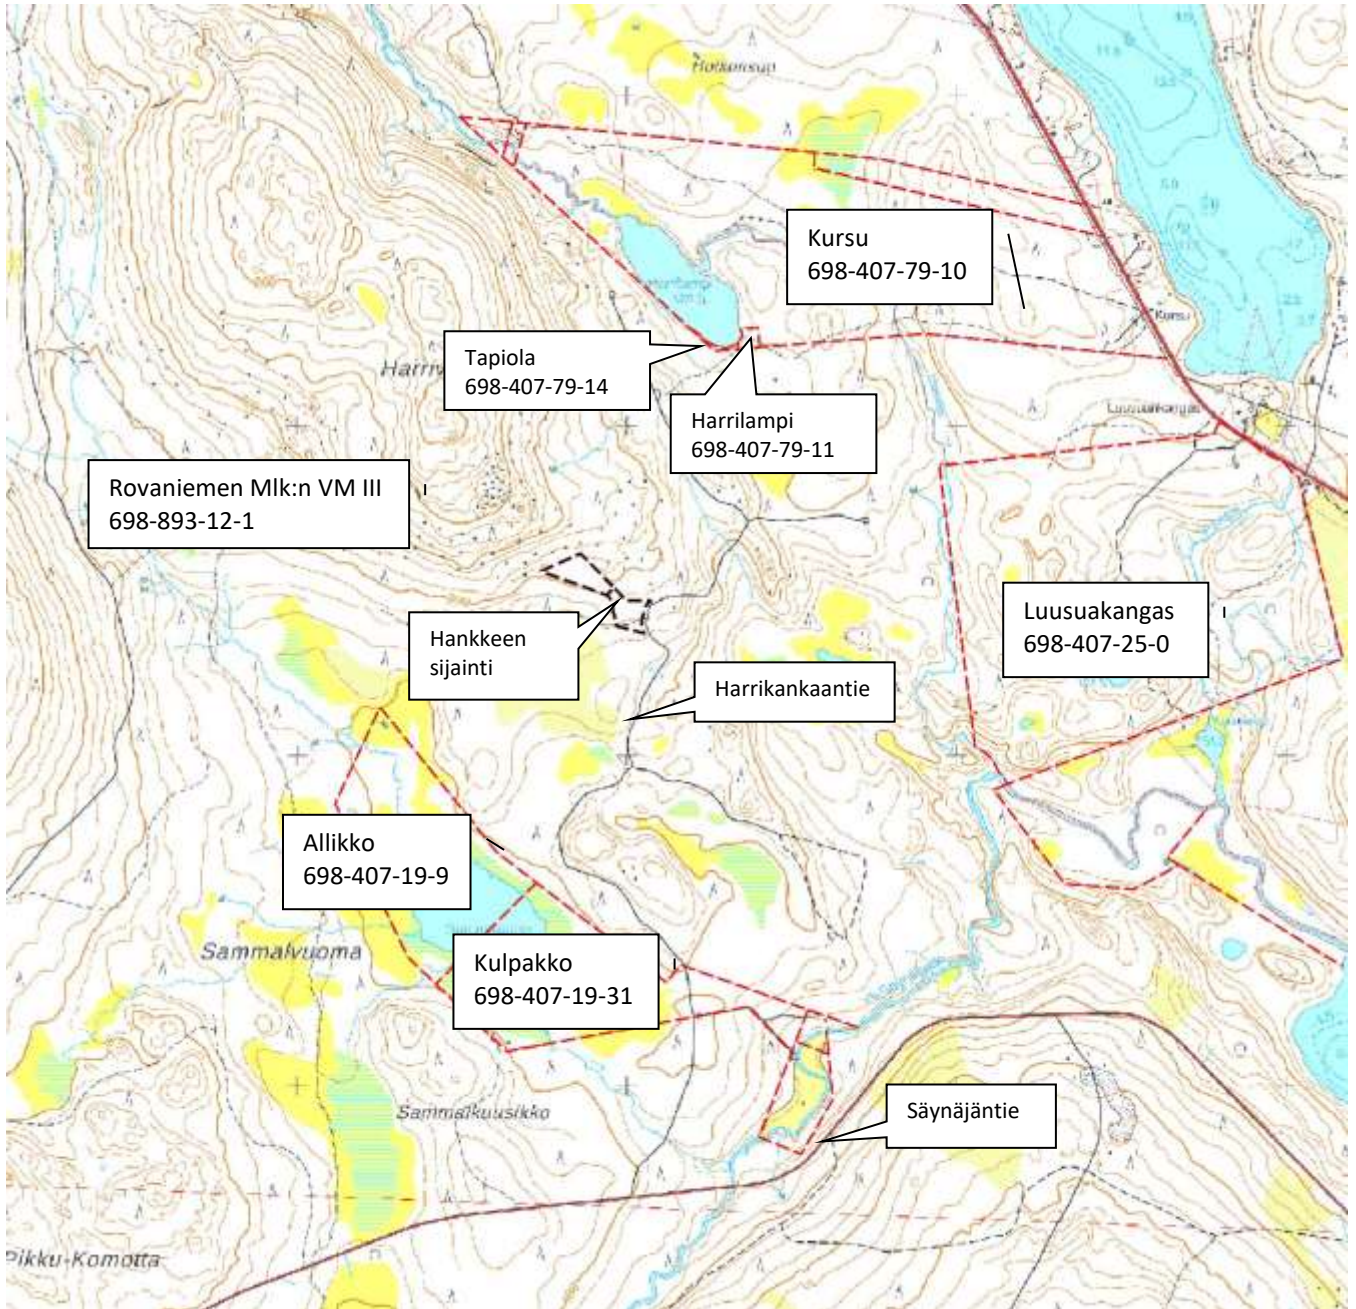 Kursu
698-407-79-10
Tapiola
698-407-79-14
Harrilampi
698-407-79-11
Luusuakangas
Kursu
Rovaniemen Mlk:n VM III
698-893-12-1
Luusuakangas
698-407-25-0
Hankkeen
sijainti
Harrikankaantie
Allikko
698-407-19-9
Sammalvuoma
Kulpakko
698-407-19-31
Sammalkuusikko
Säynäjäntie
Pikku-Komotta